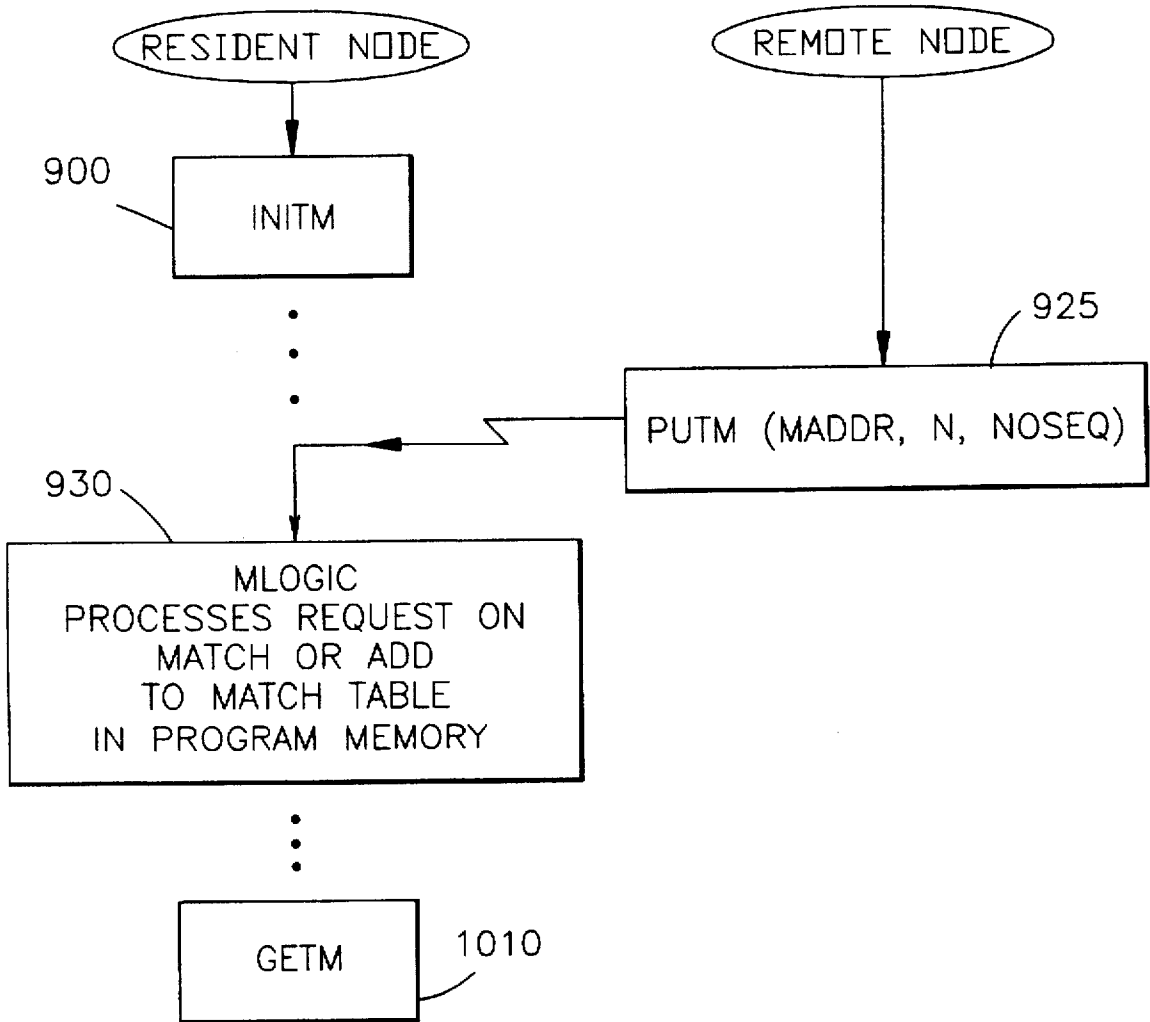 RESIDENT NODE
REMOTE NODE
900
INITM
925
PUTM (MADDR, N, NOSEQ)
930
MLOGIC
PROCESSES REQUEST ON
MATCH OR ADD
TO MATCH TABLE
IN PROGRAM MEMORY
GETM
1010